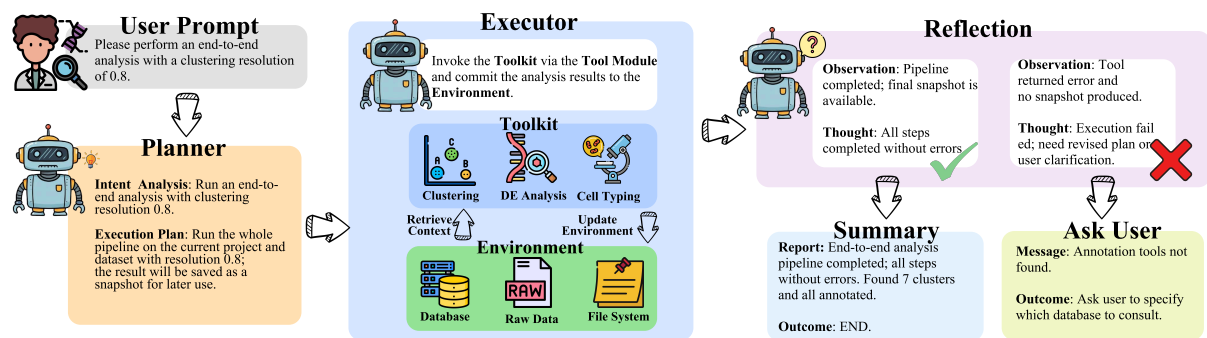 User Prompt
Please perform an end-to-end
analysis with a clustering resolution
of 0.8.
Planner
Intent Analysis: Run an end-to-
end analysis with clustering
resolution 0.8.
Execution Plan: Run the whole
pipeline on the current project and
dataset with resolution 0.8;
the result will be saved as a
snapshot for later use.
Executor
Invoke the Toolkit via the Tool Module
and commit the analysis results to the
Environment.
Toolkit
A
C
B
Clustering
DE Analysis
Cell Typing
Retrieve
Context
Update
Environment
Environment
RAW
Database
Raw Data
File System
Reflection
?
Observation: Pipeline
completed; final snapshot is
available.
Thought: All steps
completed without errors
Observation: Tool
returned error and
no snapshot produced.
Thought: Execution fail
ed; need revised plan or
user clarification.
Summary
Report: End-to-end analysis
pipeline completed; all steps
without errors. Found 7 clusters
and all annotated.
Outcome: END.
Ask User
Message: Annotation tools not
found.
Outcome: Ask user to specify
which database to consult.